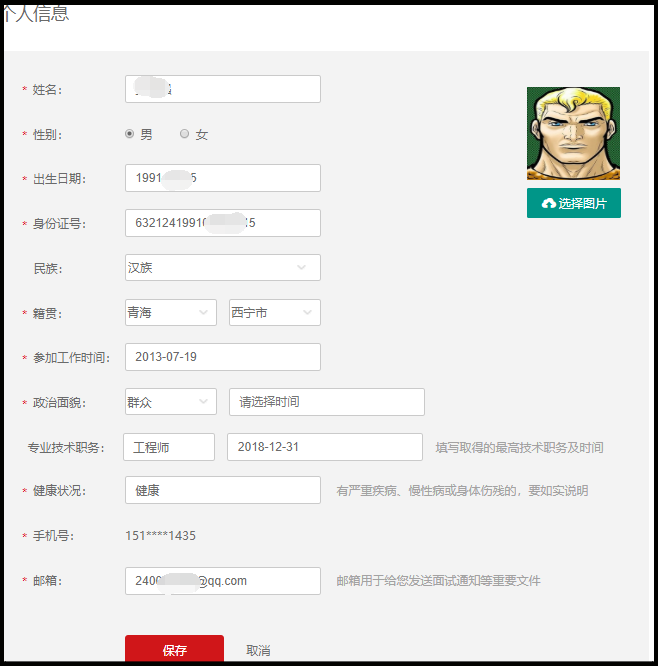 个人信息
* 姓名：
* 性别： 男 女
* 出生日期： 1991 5
选择图片
* 身份证号： 6321241991 5
民族： 汉族
* 籍贯： 青海 西宁市
* 参加工作时间： 2013-07-19
* 政治面貌： 群众 请选择时间
专业技术职务： 工程师 2018-12-31 填写取得的最高技术职务及时间
* 健康状况： 健康 有严重疾病、慢性病或身体伤残的，要如实说明
* 手机号： 151****1435
* 邮箱： 240 @qq.com 邮箱用于给您发送面试通知等重要文件
保存 取消